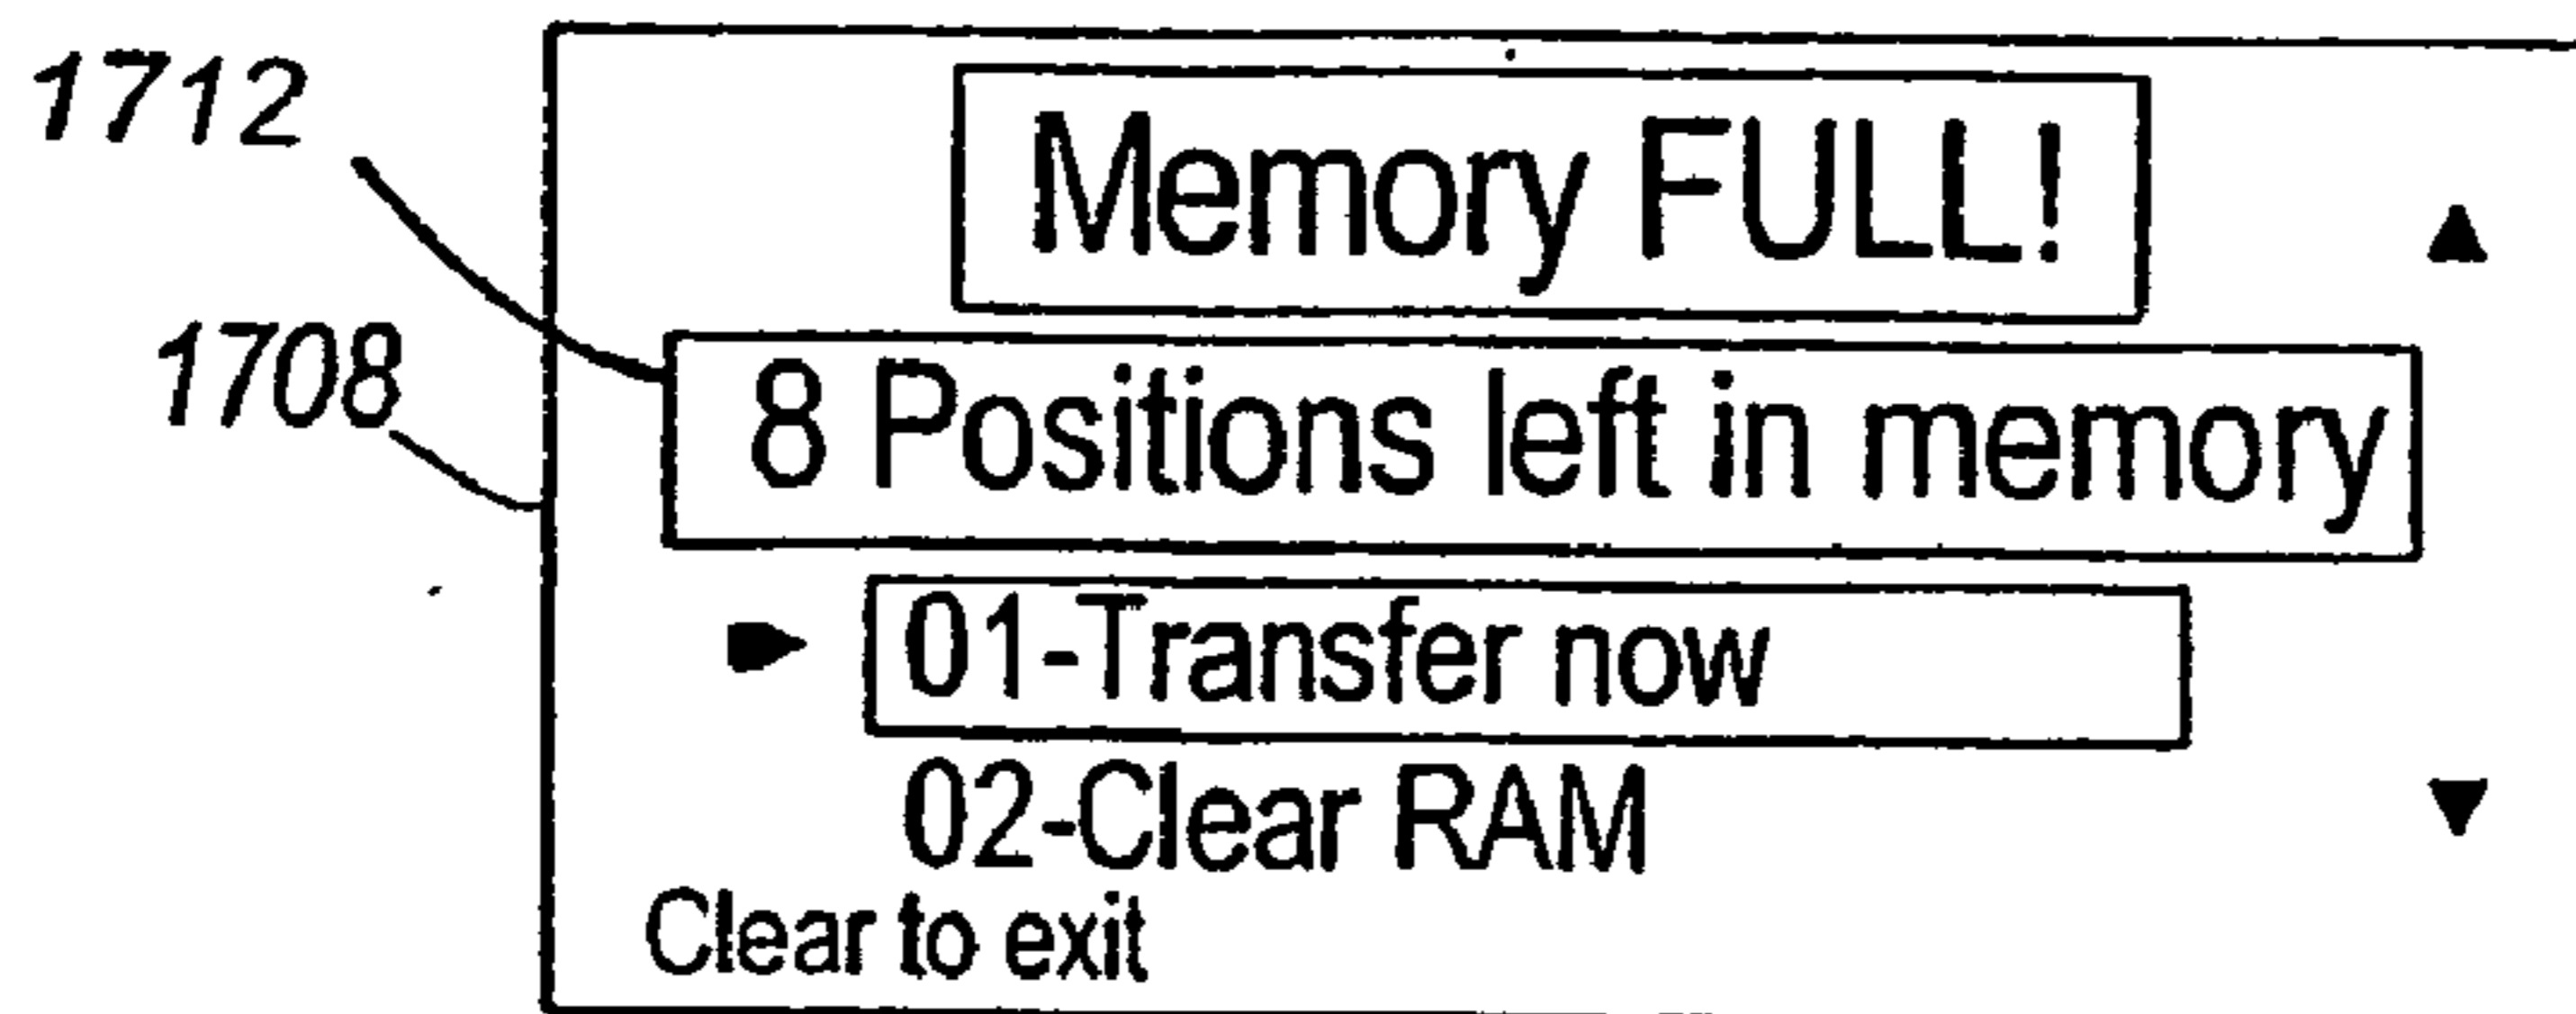 1712
Memory FULL!
1708
8 Positions left in memory
01-Transfer now
02-Clear RAM
Clear to exit